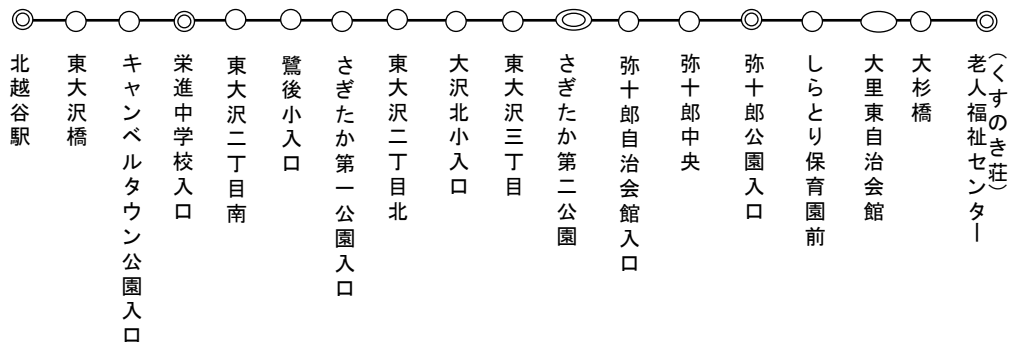 北越谷駅
東大沢橋
キャンベルタウン公園入口
栄進中学校入口
東大沢二丁目南
鷺後小入口
さぎたか第一公園入口
東大沢二丁目北
大沢北小入口
東大沢三丁目
さぎたか第二公園
弥十郎自治会館入口
弥十郎中央
弥十郎公園入口
しらとり保育園前
大里東自治会館
大杉橋
老人福祉センター
(くすのき荘)